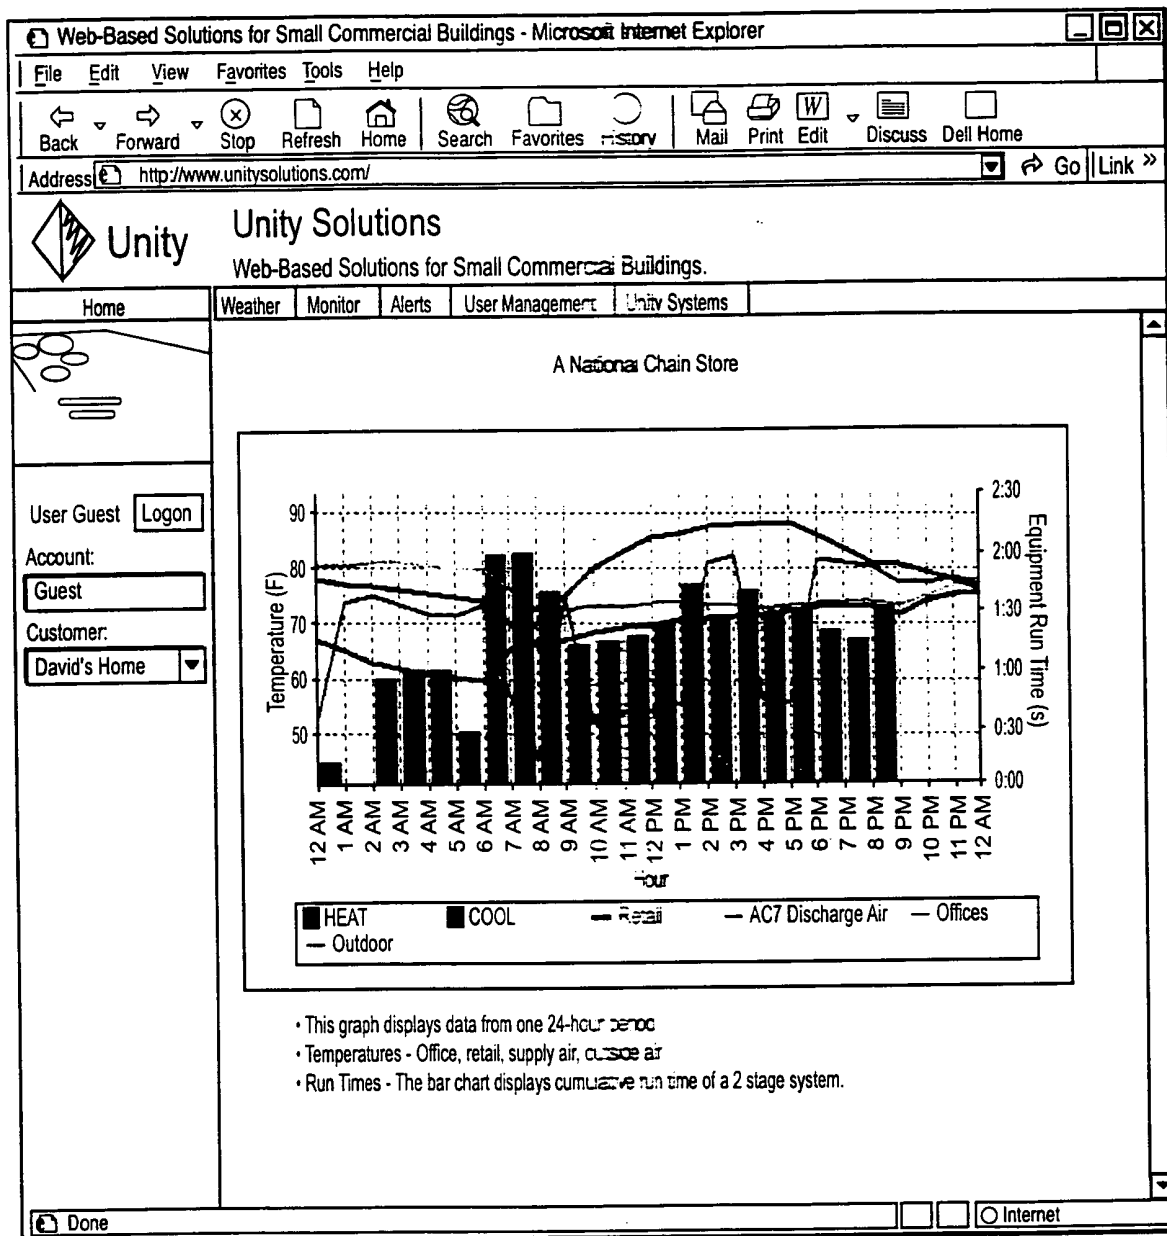 Web-Based Solutions for Small Commercial Buildings - Microsoft Internet Explorer
File Edit View Favorites Tools Help
Back Forward Stop Refresh Home Search Favorites History Mail Print Edit Discuss Dell Home
Address http://www.unitysolutions.com/ Go Link »
Unity
Unity Solutions
Web-Based Solutions for Small Commercial Buildings.
Home Weather Monitor Alerts User Management Unity Systems
A National Chain Store
User Guest Logon
Account:
Guest
Customer:
David's Home
Temperature (F)
90
80
70
60
50
Equipment Run Time (s)
2:30
2:00
1:30
1:00
0:30
0:00
12 AM 1 AM 2 AM 3 AM 4 AM 5 AM 6 AM 7 AM 8 AM 9 AM 10 AM 11 AM 12 PM 1 PM 2 PM 3 PM 4 PM 5 PM 6 PM 7 PM 8 PM 9 PM 10 PM 11 PM 12 AM
Hour
HEAT COOL Retail AC7 Discharge Air Offices
Outdoor
• This graph displays data from one 24-hour period
• Temperatures - Office, retail, supply air, outside air
• Run Times - The bar chart displays cumulative run time of a 2 stage system.
Done Internet